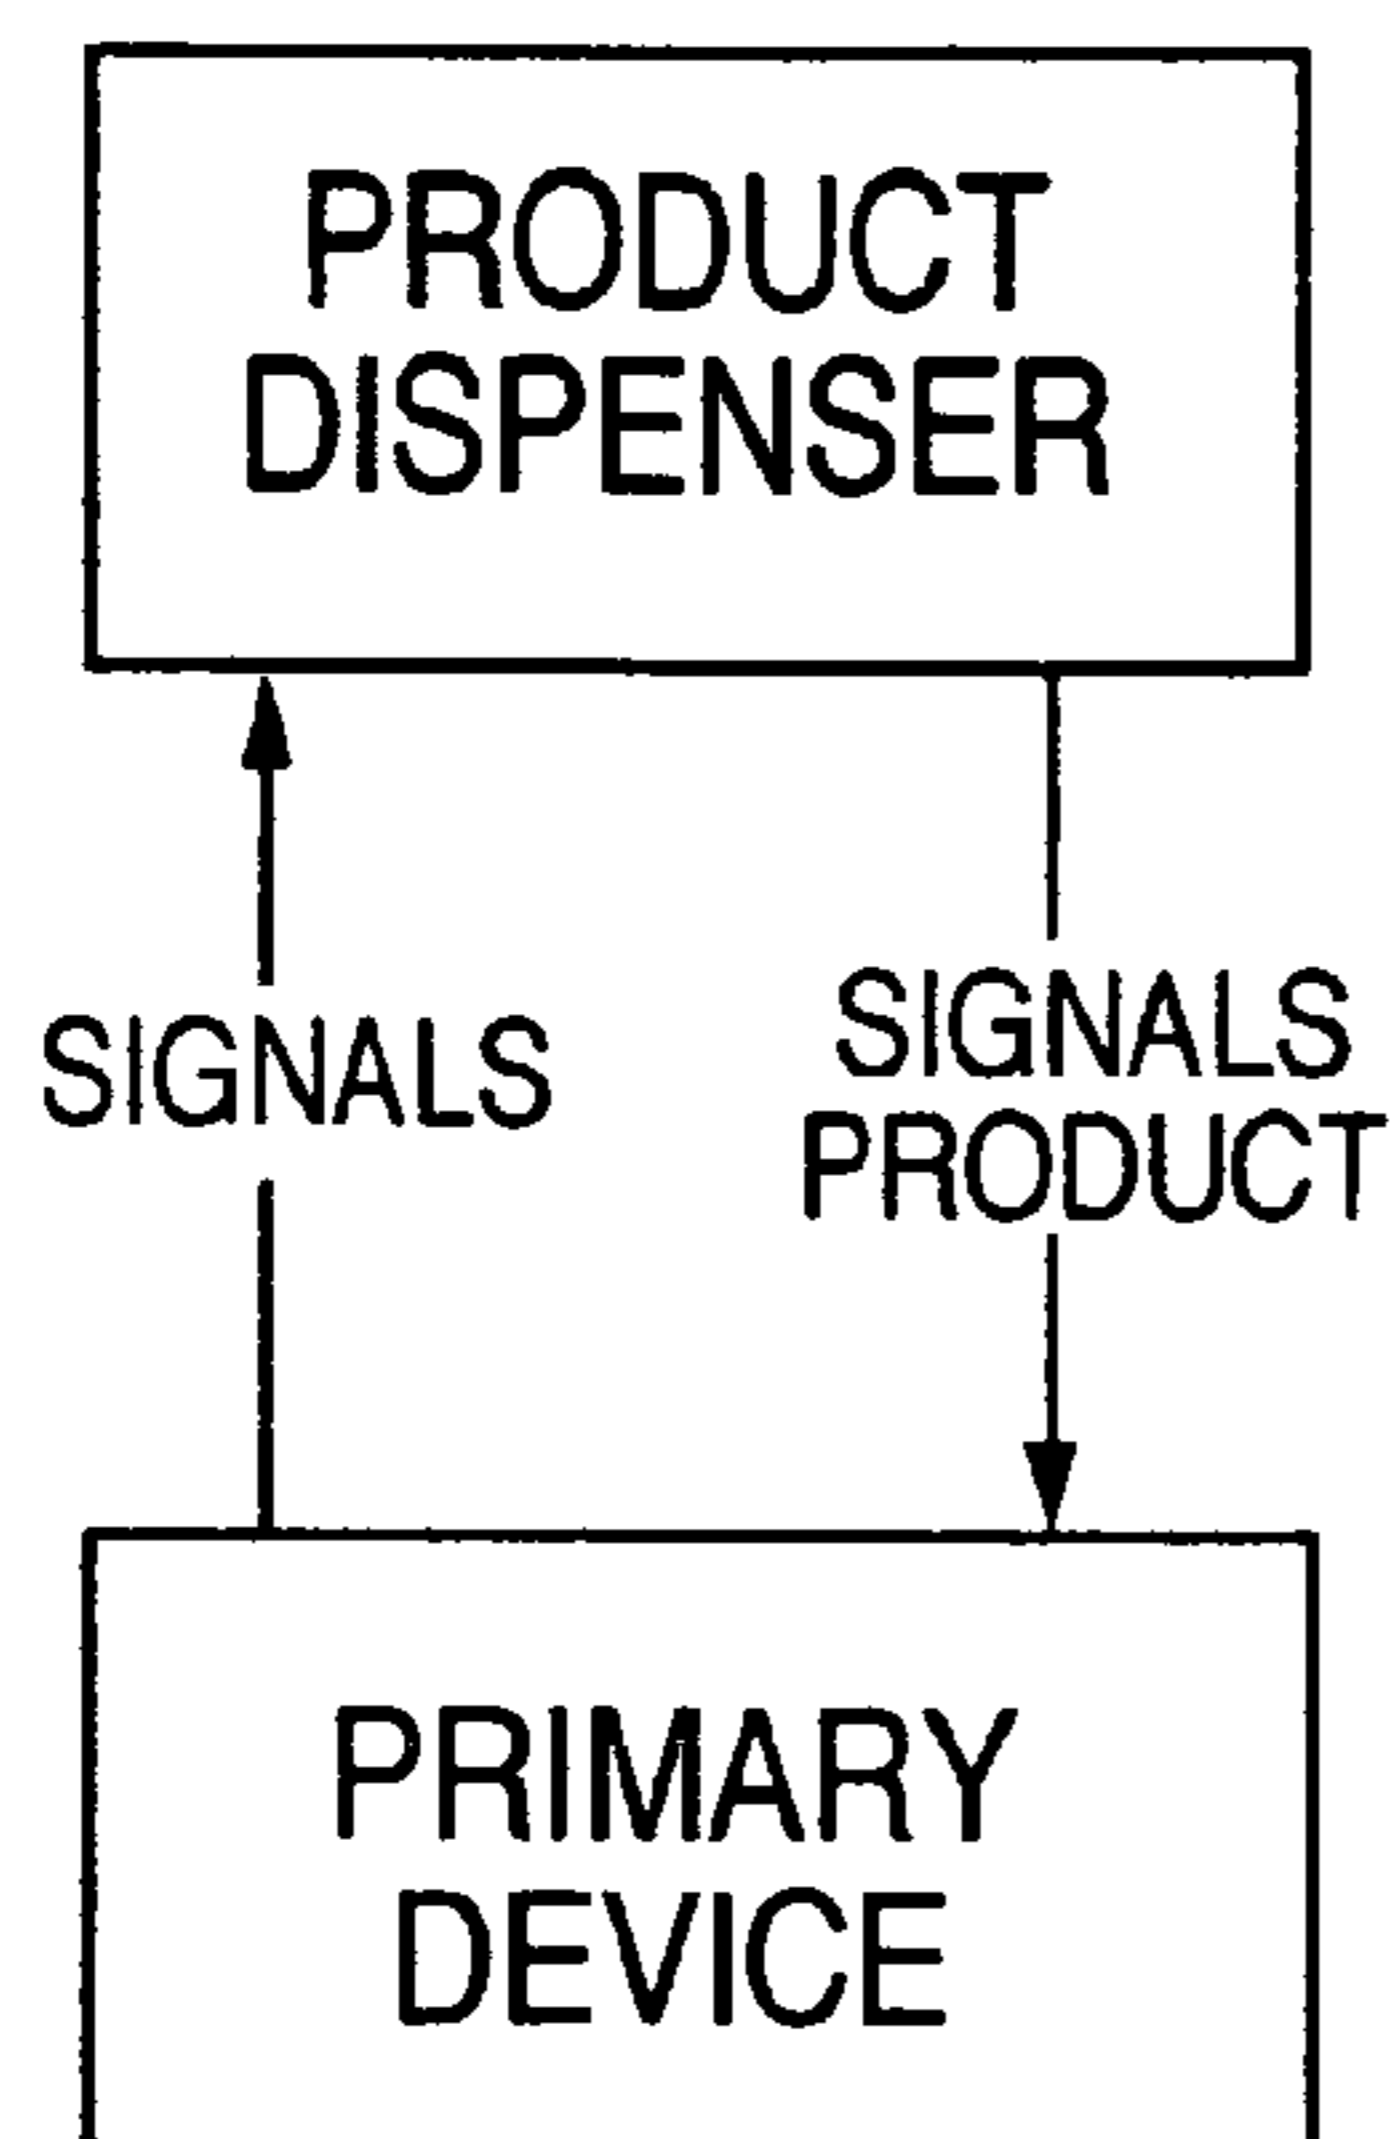 PRODUCT
DISPENSER
SIGNALS
SIGNALS
PRODUCT
PRIMARY
DEVICE